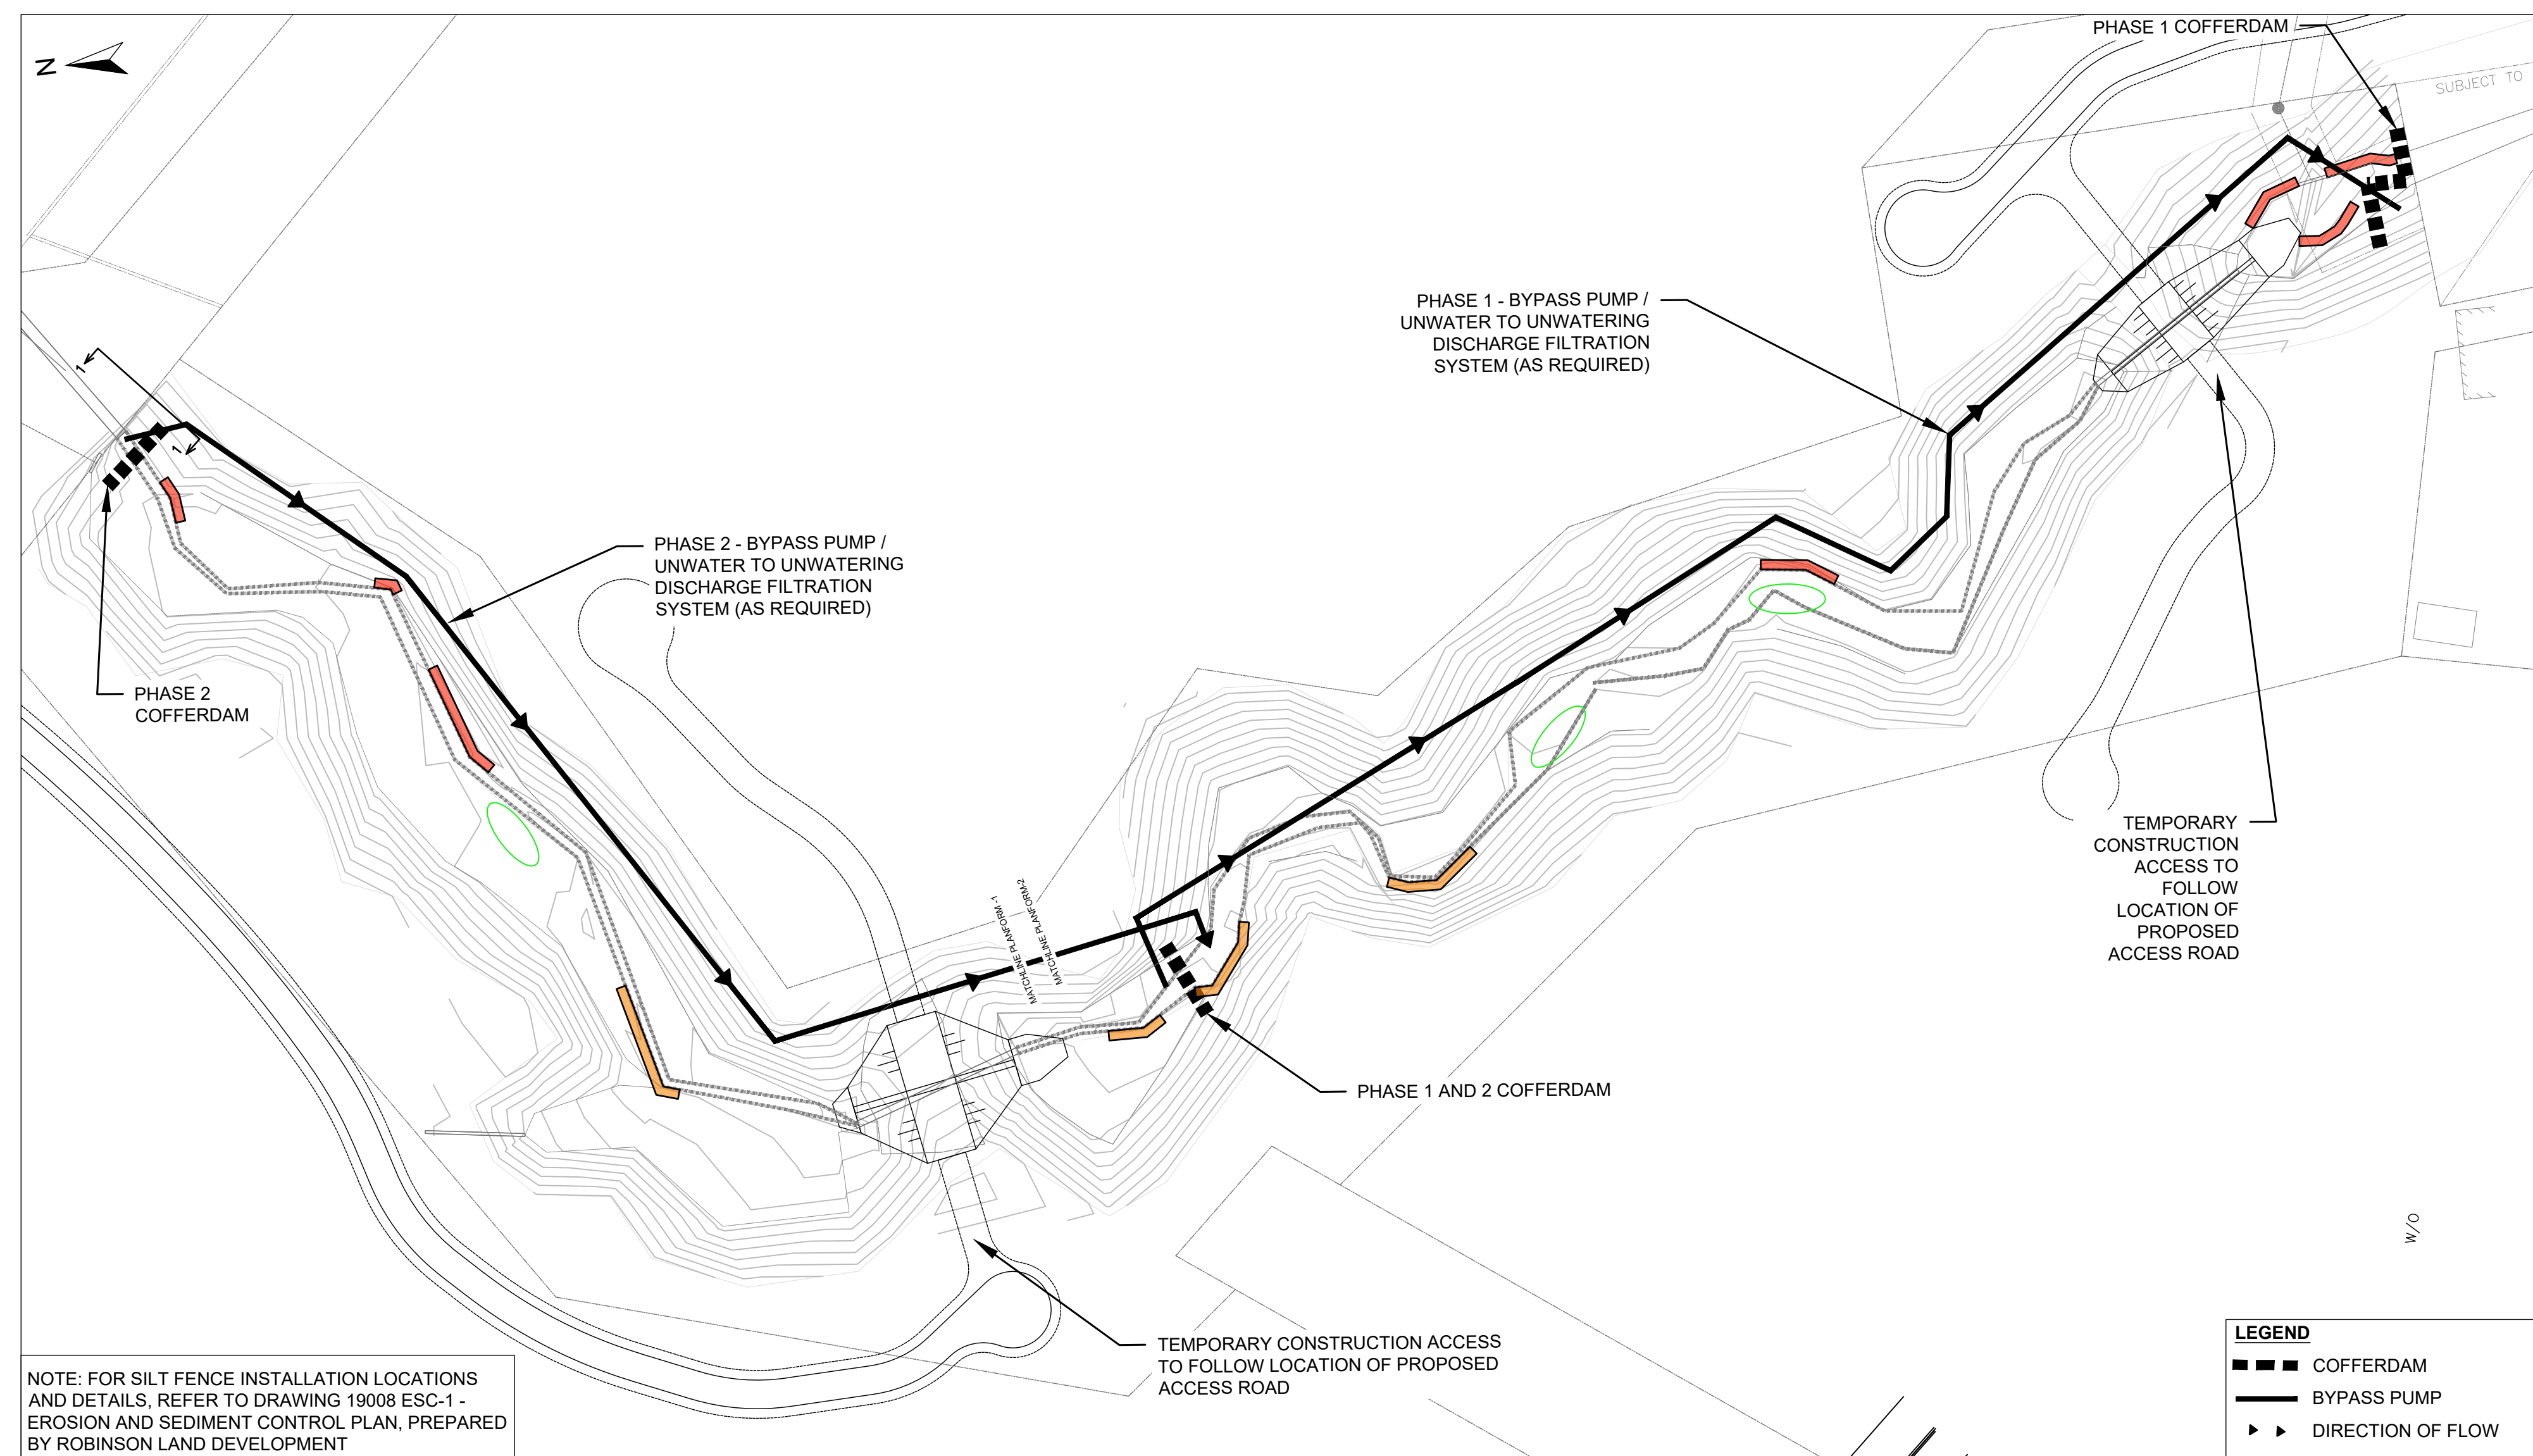 N
PHASE 1 COFFERDAM
SUBJECT TO
PHASE 1 - BYPASS PUMP /
UNWATER TO UNWATERING
DISCHARGE FILTRATION
SYSTEM (AS REQUIRED)
1
1
PHASE 2 - BYPASS PUMP /
UNWATER TO UNWATERING
DISCHARGE FILTRATION
SYSTEM (AS REQUIRED)
PHASE 2
COFFERDAM
MATCHLINE PLANFORM-1
MATCHLINE PLANFORM-2
TEMPORARY
CONSTRUCTION
ACCESS TO
FOLLOW
LOCATION OF
PROPOSED
ACCESS ROAD
PHASE 1 AND 2 COFFERDAM
W/O
TEMPORARY CONSTRUCTION ACCESS
TO FOLLOW LOCATION OF PROPOSED
ACCESS ROAD
NOTE: FOR SILT FENCE INSTALLATION LOCATIONS
AND DETAILS, REFER TO DRAWING 19008 ESC-1 -
EROSION AND SEDIMENT CONTROL PLAN, PREPARED
BY ROBINSON LAND DEVELOPMENT
LEGEND
COFFERDAM
BYPASS PUMP
DIRECTION OF FLOW